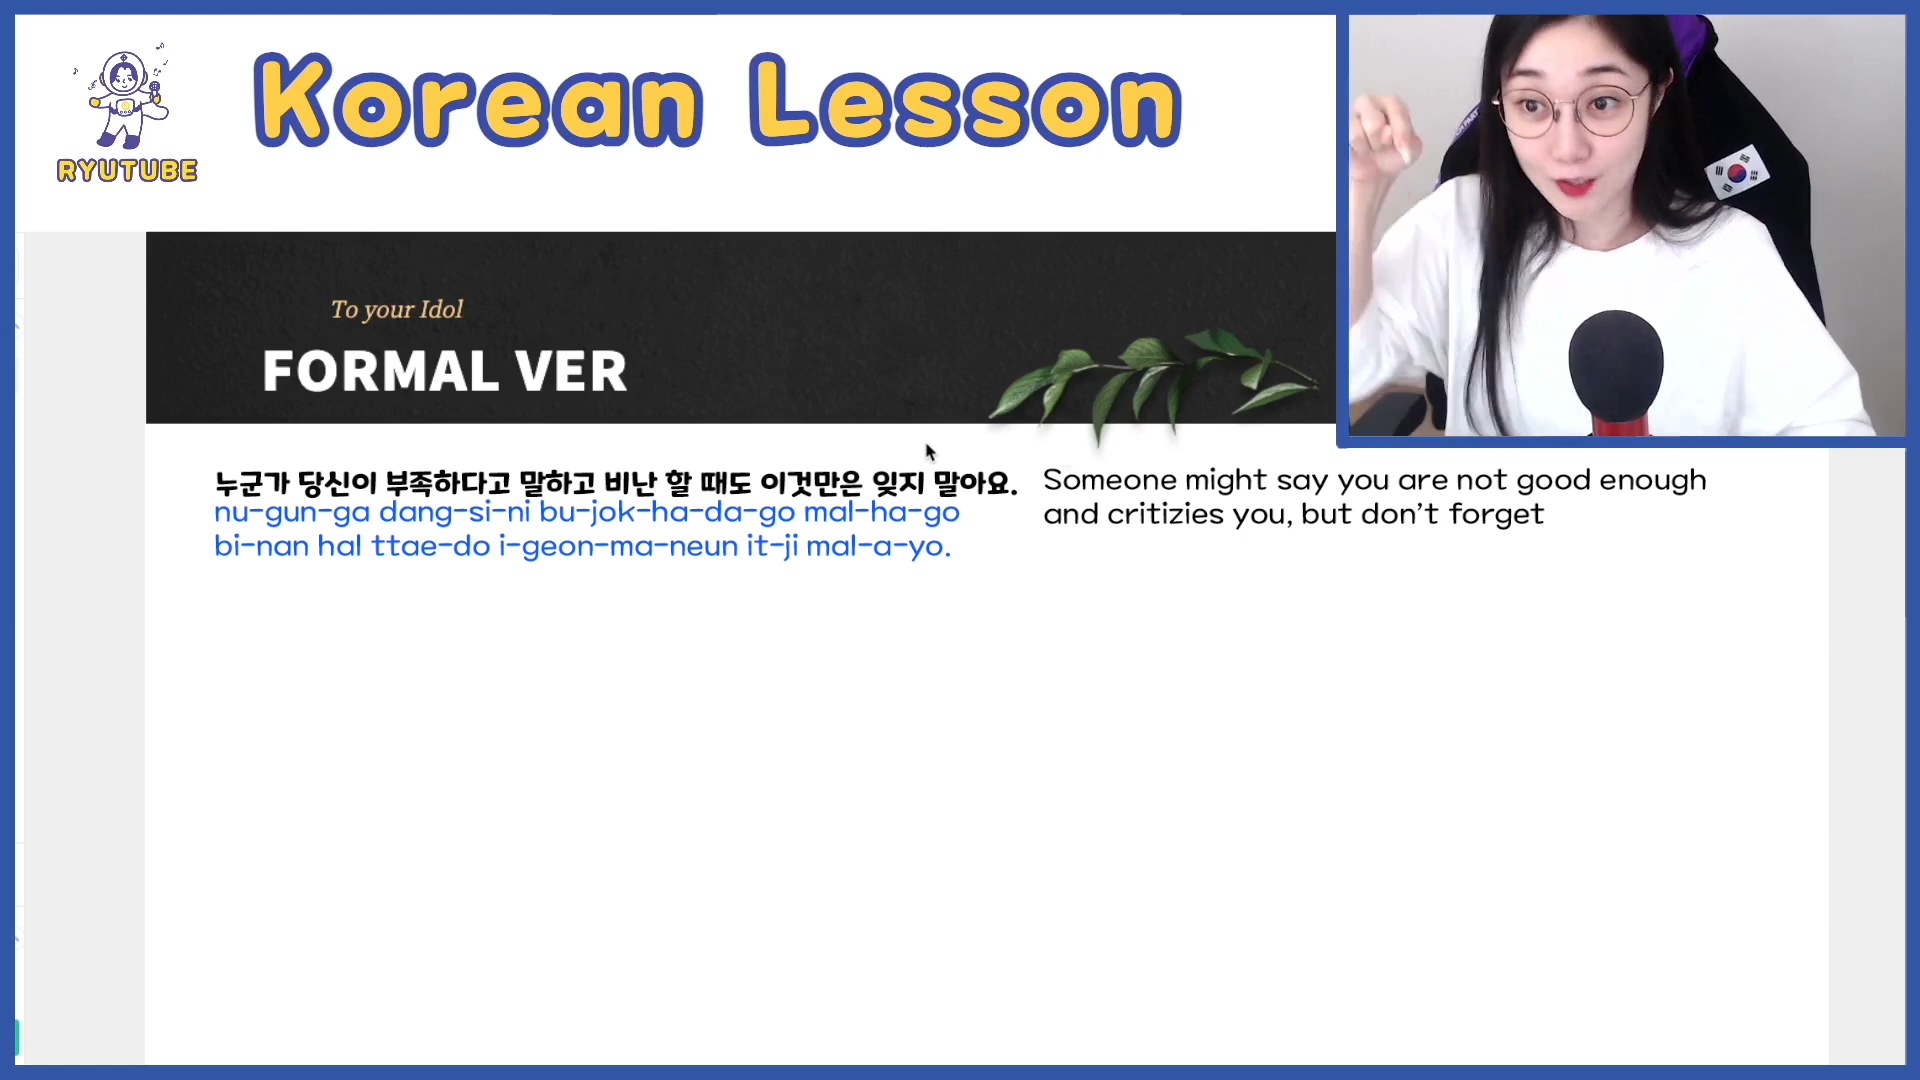 RYUTUBE
Korean Lesson
To your Idol
FORMAL VER
누군가 당신이 부족하다고 말하고 비난 할 때도 이것만은 잊지 말아요.
nu-gun-ga dang-si-ni bu-jok-ha-da-go mal-ha-go
bi-nan hal ttae-do i-geon-ma-neun it-ji mal-a-yo.
Someone might say you are not good enough
and critizies you, but don't forget